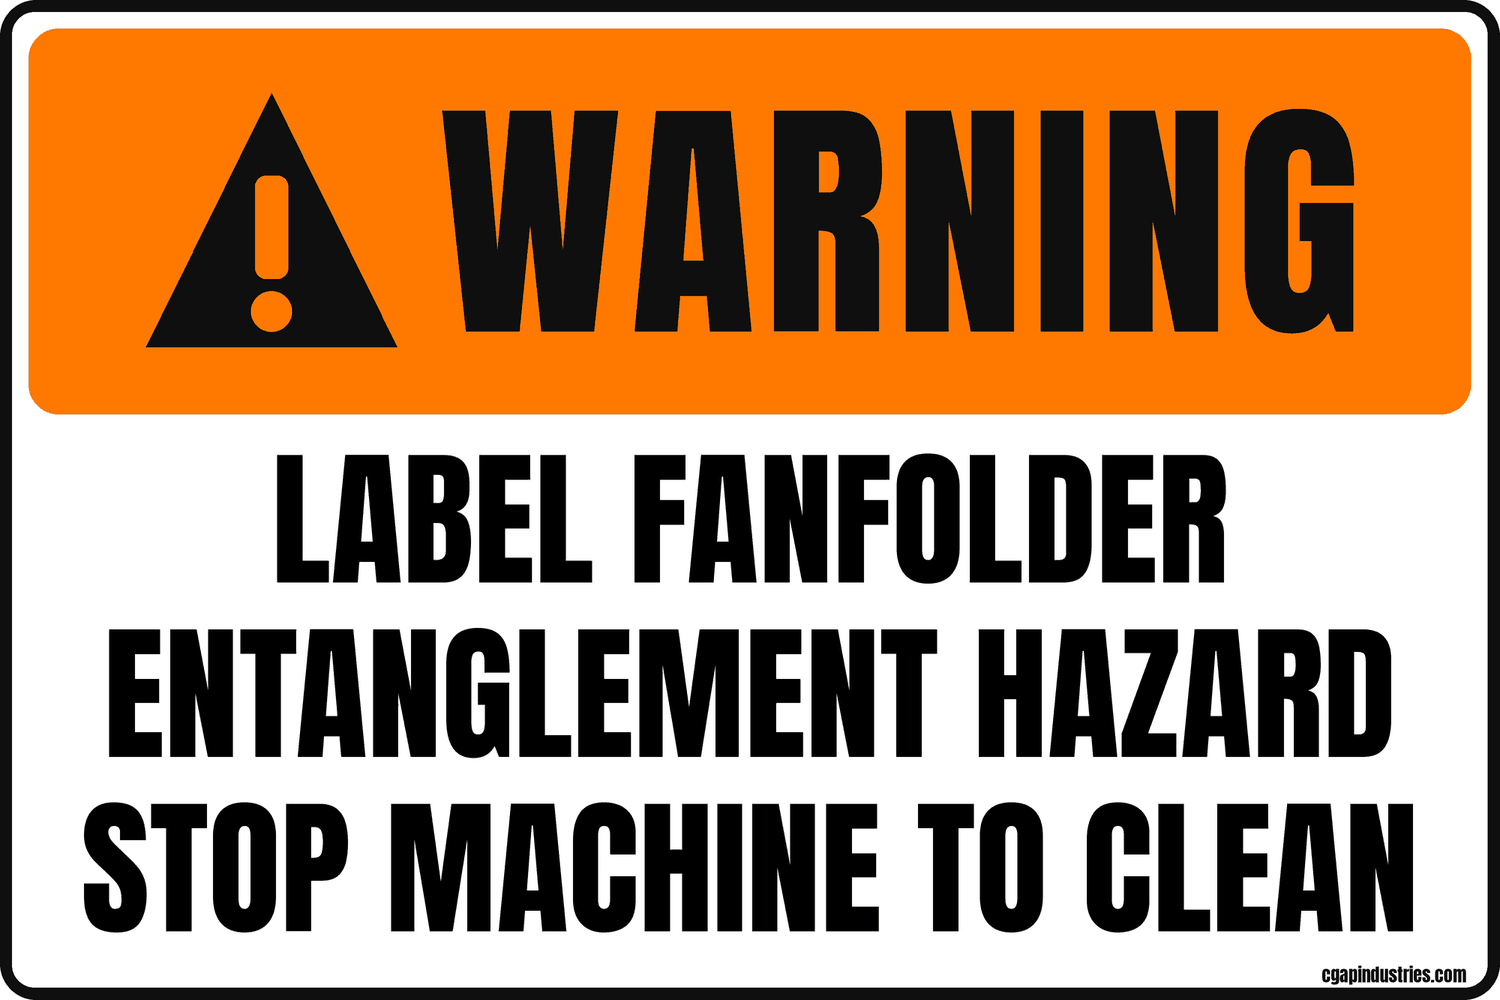 WARNING
LABEL FANFOLDER
ENTANGLEMENT HAZARD
STOP MACHINE TO CLEAN
cgapindustries.com